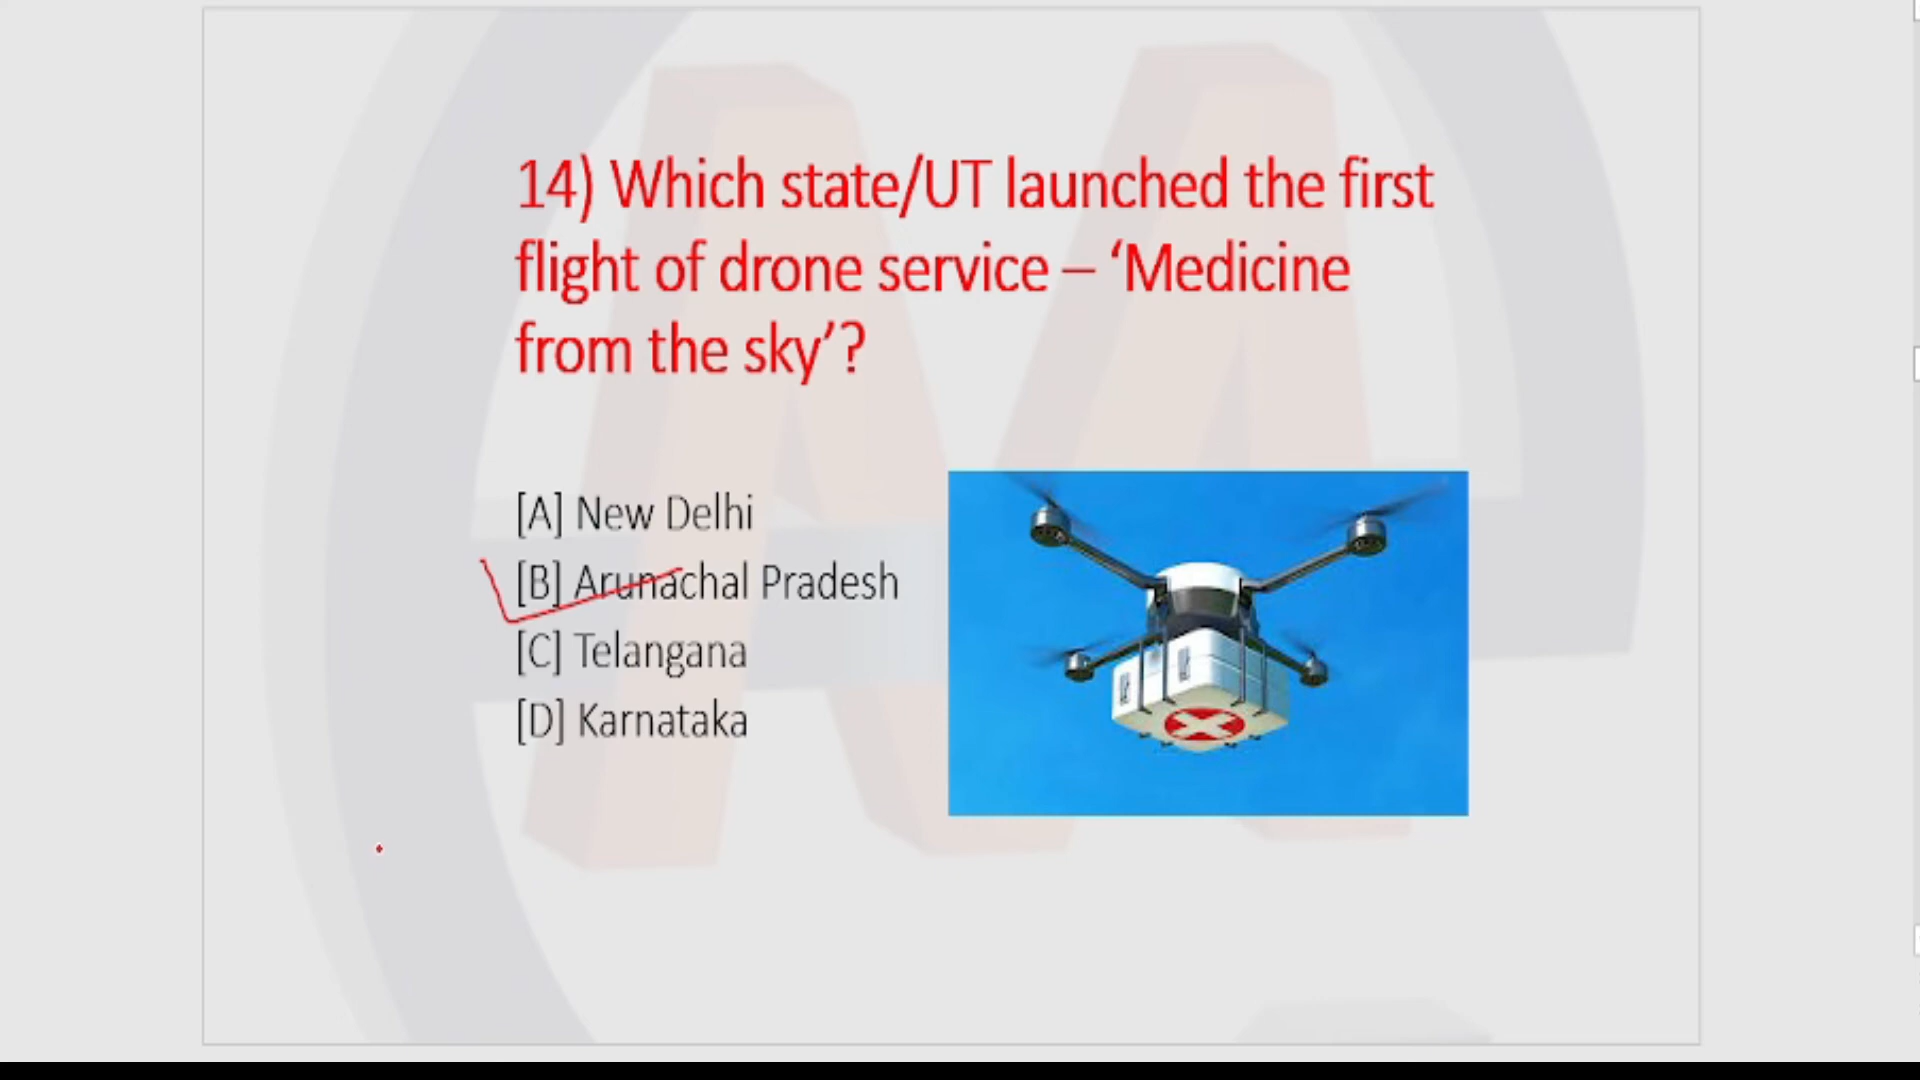 14) Which state/UT launched the first
flight of drone service – ‘Medicine
from the sky’?
[A] New Delhi
[B] Arunachal Pradesh
[C] Telangana
[D] Karnataka